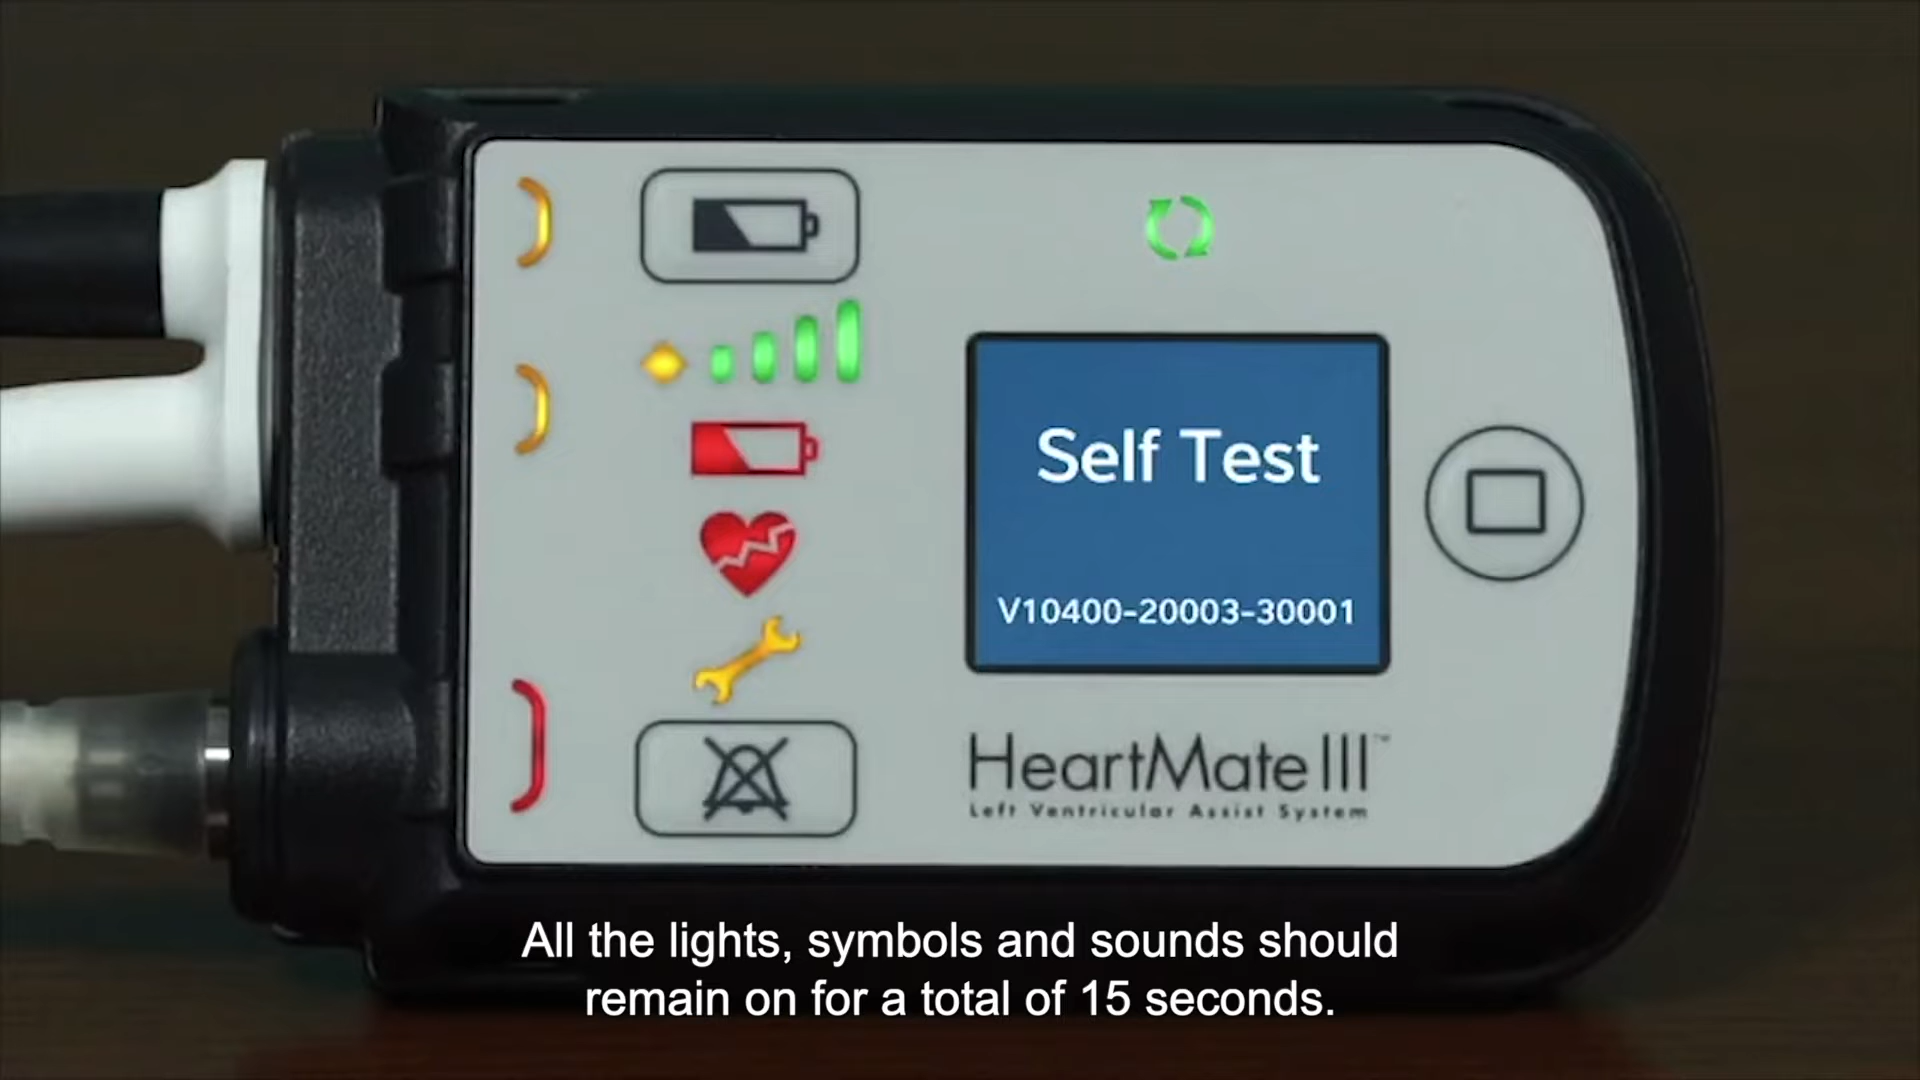 Self Test
V10400-20003-30001
HeartMate III™
Left Ventricular Assist System
All the lights, symbols and sounds should
remain on for a total of 15 seconds.